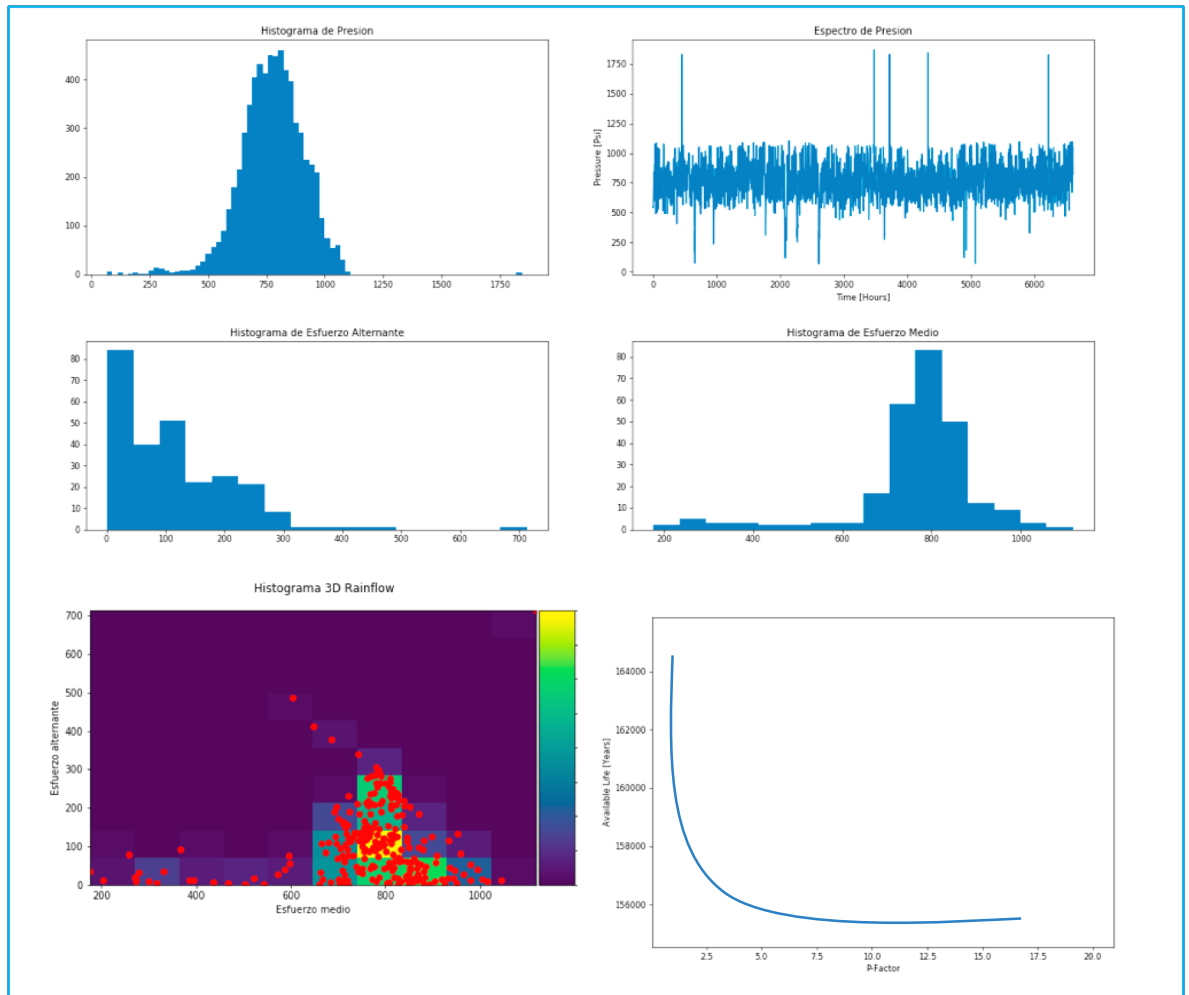 Histograma de Presion
400
300
200
100
0
0 250 500 750 1000 1250 1500 1750
Espectro de Presion
Pressure [Psi]
1750
1500
1250
1000
750
500
250
0
0 1000 2000 3000 4000 5000 6000
Time [Hours]
Histograma de Esfuerzo Alternante
80
70
60
50
40
30
20
10
0
0 100 200 300 400 500 600 700
Histograma de Esfuerzo Medio
80
70
60
50
40
30
20
10
0
200 400 600 800 1000
Histograma 3D Rainflow
Esfuerzo alternante
700
600
500
400
300
200
100
0
200 400 600 800 1000
Esfuerzo medio
Available Life [Years]
164000
162000
160000
158000
156000
2.5 5.0 7.5 10.0 12.5 15.0 17.5 20.0
P-Factor